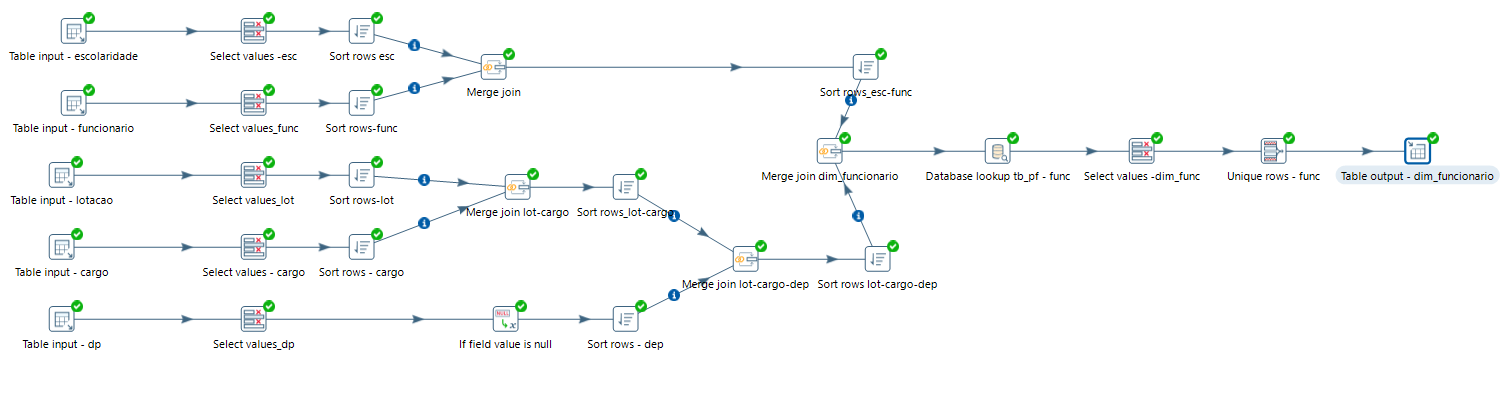 Table input - escolaridade
Select values -esc
Sort rows esc
Merge join
Sort rows_esc-func
Table input - funcionario
Select values_func
Sort rows-func
Merge join dim_funcionario
Database lookup tb_pf - func
Select values -dim_func
Unique rows - func
Table output - dim_funcionario
Table input - lotacao
Select values_lot
Sort rows-lot
Merge join lot-cargo
Sort rows_lot-cargo
Table input - cargo
Select values - cargo
Sort rows - cargo
Merge join lot-cargo-dep
Sort rows lot-cargo-dep
Table input - dp
Select values_dp
If field value is null
Sort rows - dep